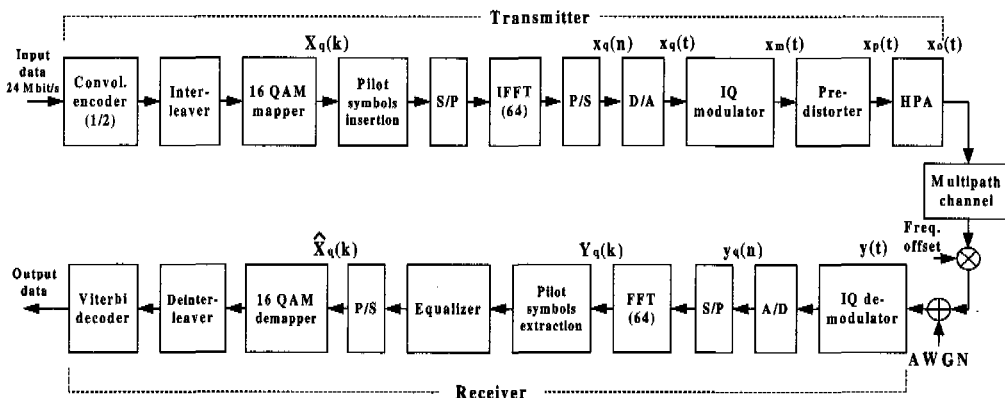 Transmitter
Input
data
24 Mbit/s
Convol.
encoder
(1/2)
Inter-
leaver
16 QAM
mapper
Xq(k)
Pilot
symbols
insertion
S/P
IFFT
(64)
P/S
xq(n)
D/A
xq(t)
IQ
modulator
xm(t)
Pre-
distorter
xp(t)
HPA
xo(t)
Multipath
channel
Freq.
offset
AWGN
y(t)
IQ de-
modulator
A/D
yq(n)
S/P
FFT
(64)
Yq(k)
Pilot
symbols
extraction
Equalizer
P/S
X̂q(k)
16 QAM
demapper
Deinter-
leaver
Viterbi
decoder
Output
data
Receiver